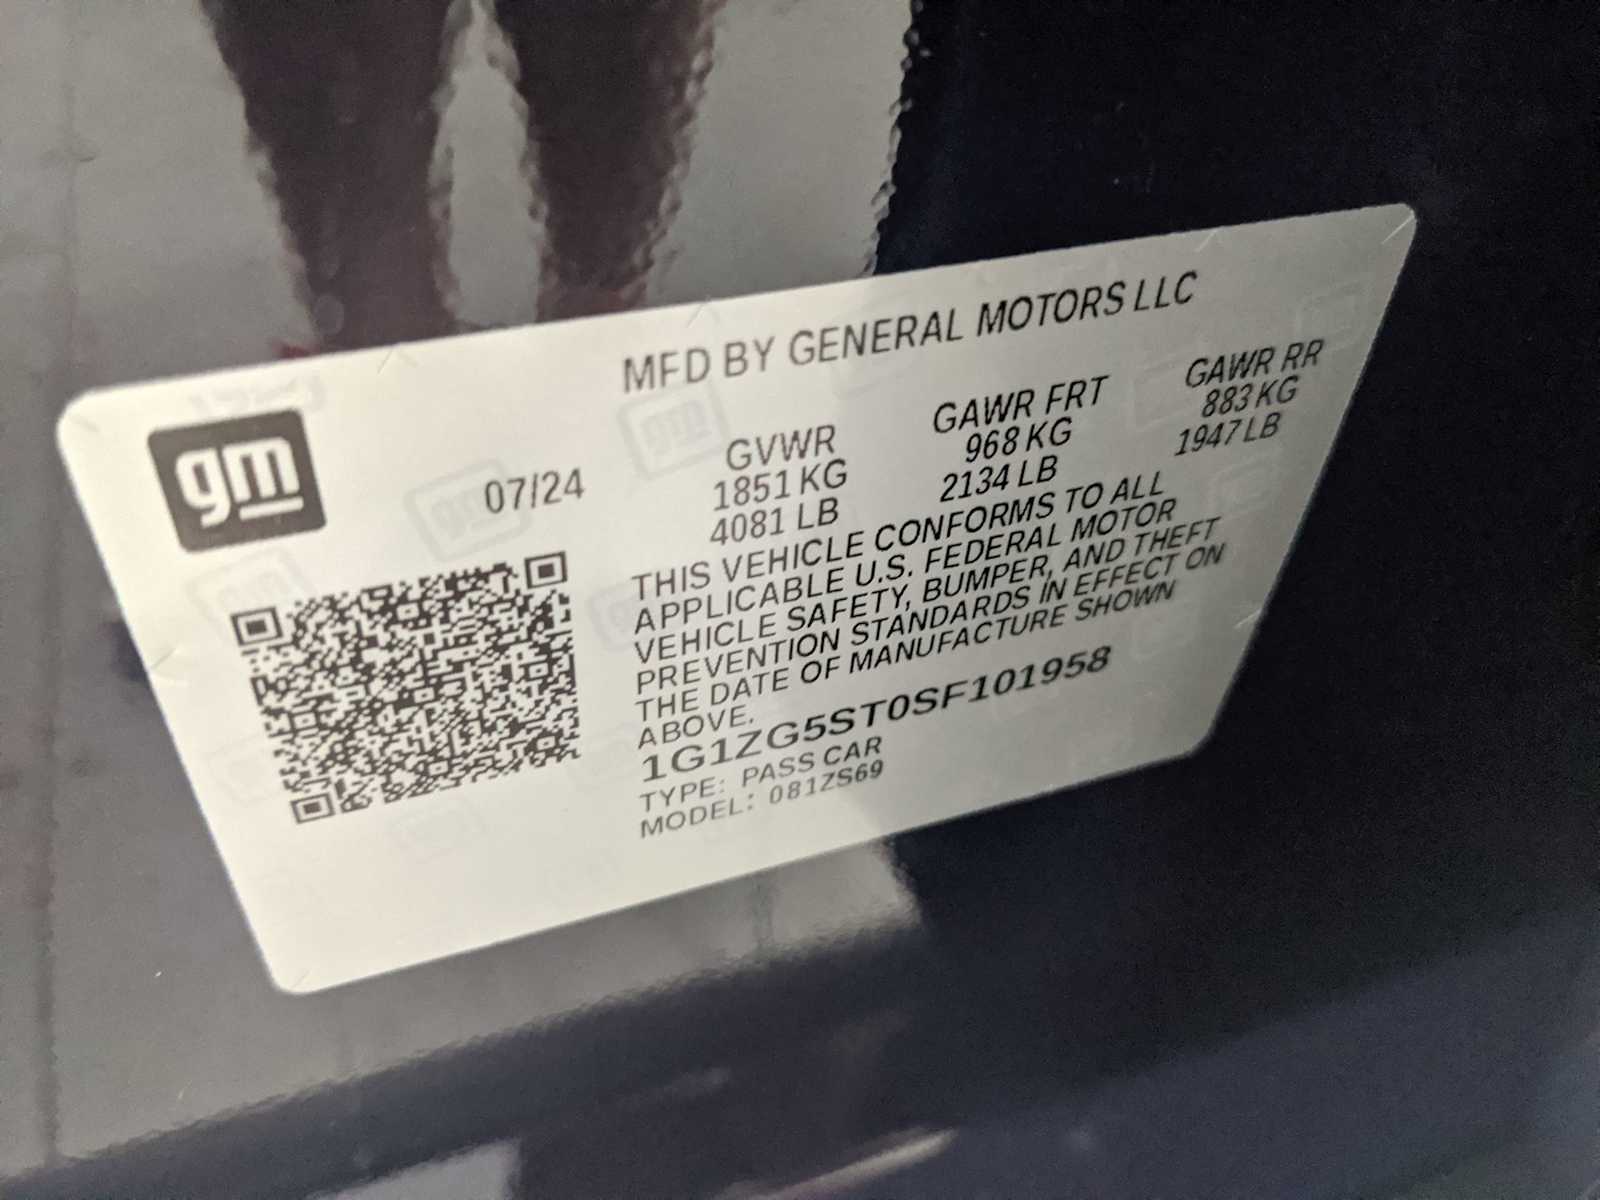 MFD BY GENERAL MOTORS LLC
gm
07/24
GVWR GAWR FRT GAWR RR
1851 KG 968 KG 883 KG
4081 LB 2134 LB 1947 LB
THIS VEHICLE CONFORMS TO ALL
APPLICABLE U.S. FEDERAL MOTOR
VEHICLE SAFETY, BUMPER, AND THEFT
PREVENTION STANDARDS IN EFFECT ON
THE DATE OF MANUFACTURE SHOWN
ABOVE.
1G1ZG5ST0SF101958
TYPE: PASS CAR
MODEL: 081ZS69